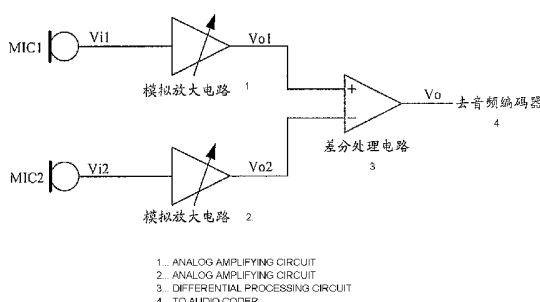 MIC1
Vi1
Vo1
模拟放大电路 1
+
−
Vo
去音频编码器
4
差分处理电路
3
MIC2
Vi2
Vo2
模拟放大电路 2.
1... ANALOG AMPLIFYING CIRCUIT
2... ANALOG AMPLIFYING CIRCUIT
3... DIFFERENTIAL PROCESSING CIRCUIT
4... TO AUDIO CODER